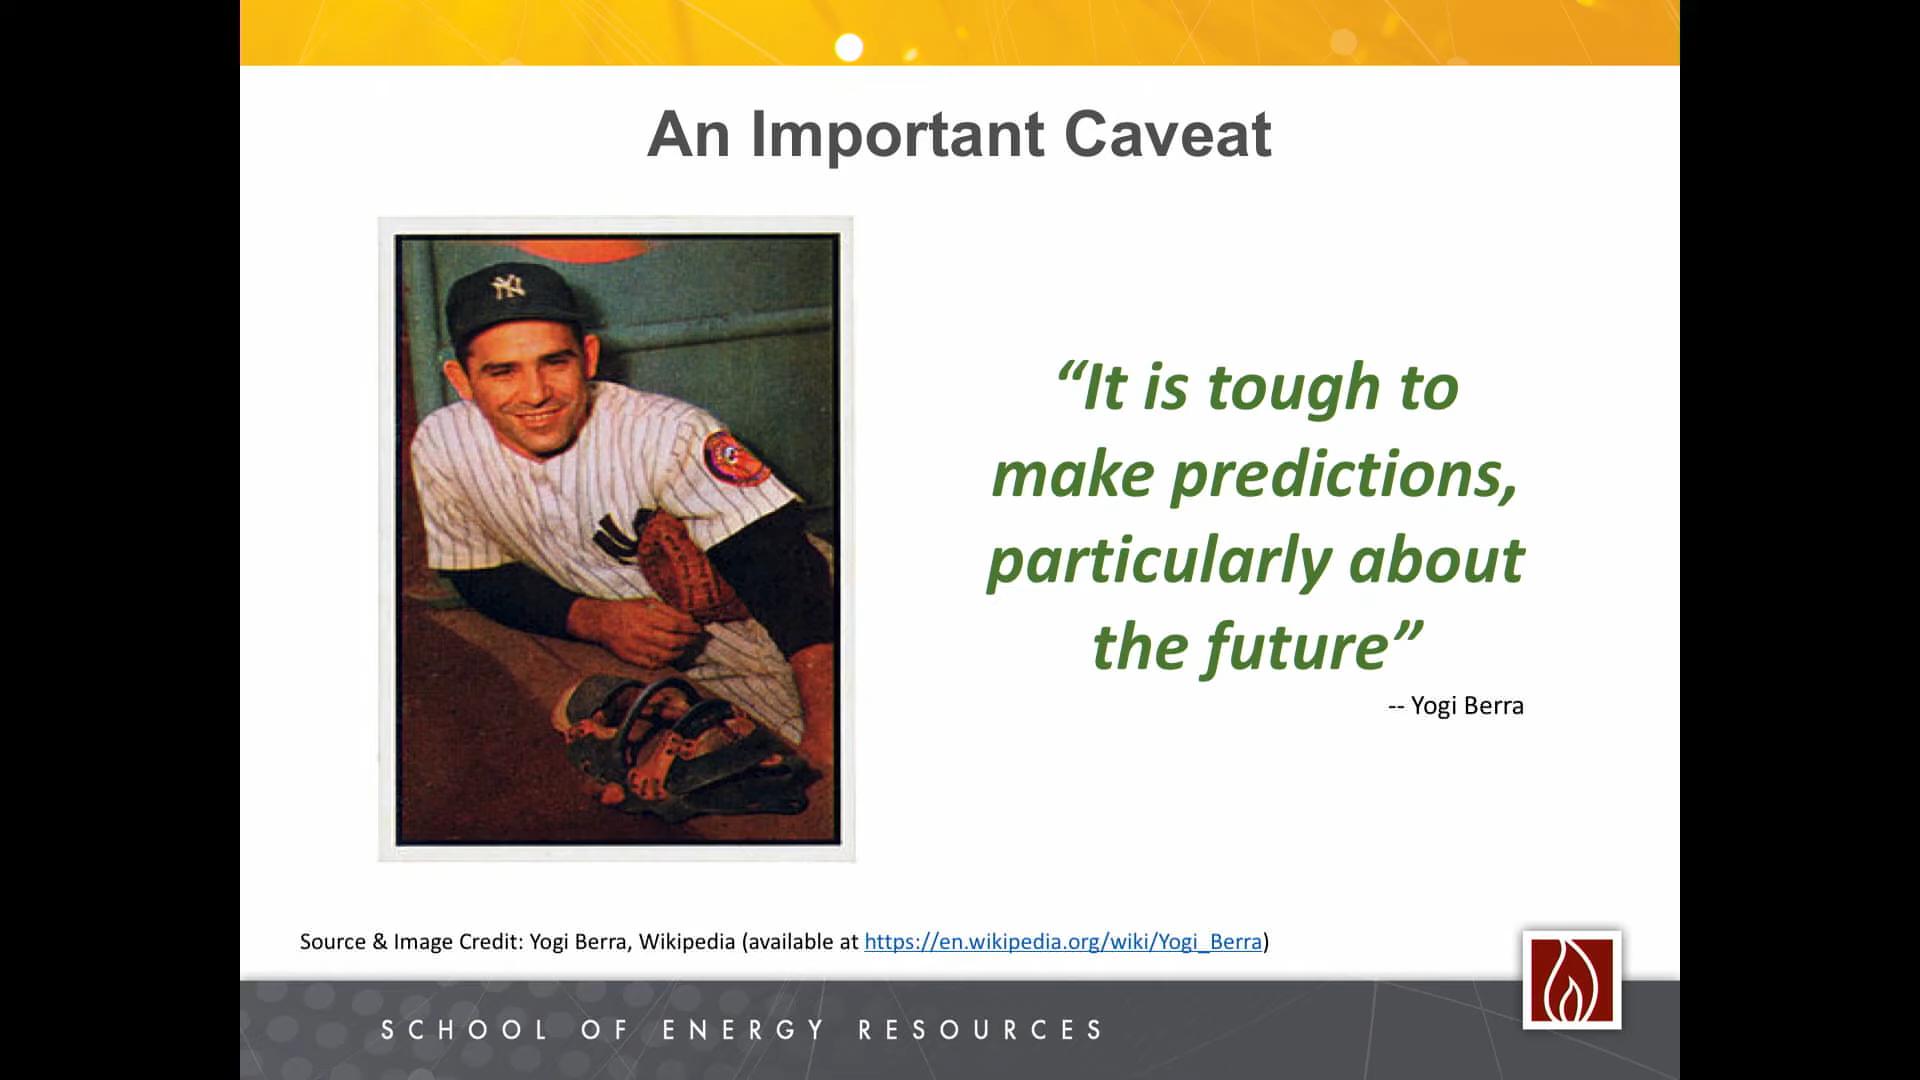 An Important Caveat
NY
“It is tough to
make predictions,
particularly about
the future”
-- Yogi Berra
Source & Image Credit: Yogi Berra, Wikipedia (available at https://en.wikipedia.org/wiki/Yogi_Berra)
SCHOOL OF ENERGY RESOURCES